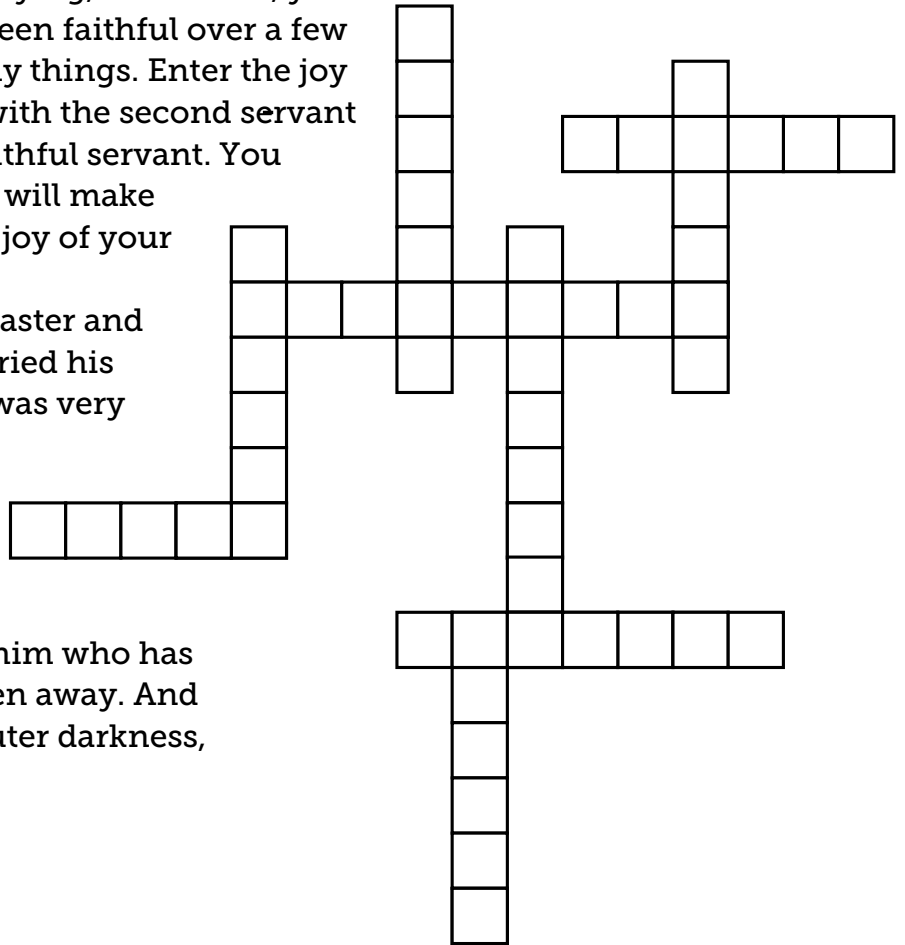 een faithful over a few
y things. Enter the joy
with the second servant
thful servant. You
will make
joy of your
aster and
ried his
was very
him who has
en away. And
uter darkness,